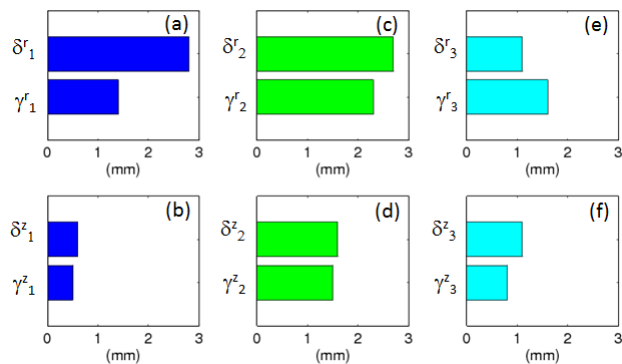 (a) (c) (e)
δʳ₁ δʳ₂ δʳ₃
γʳ₁ γʳ₂ γʳ₃
0 1 2 3 0 1 2 3 0 1 2 3
(mm) (mm) (mm)
(b) (d) (f)
δᶻ₁ δᶻ₂ δᶻ₃
γᶻ₁ γᶻ₂ γᶻ₃
0 1 2 3 0 1 2 3 0 1 2 3
(mm) (mm) (mm)